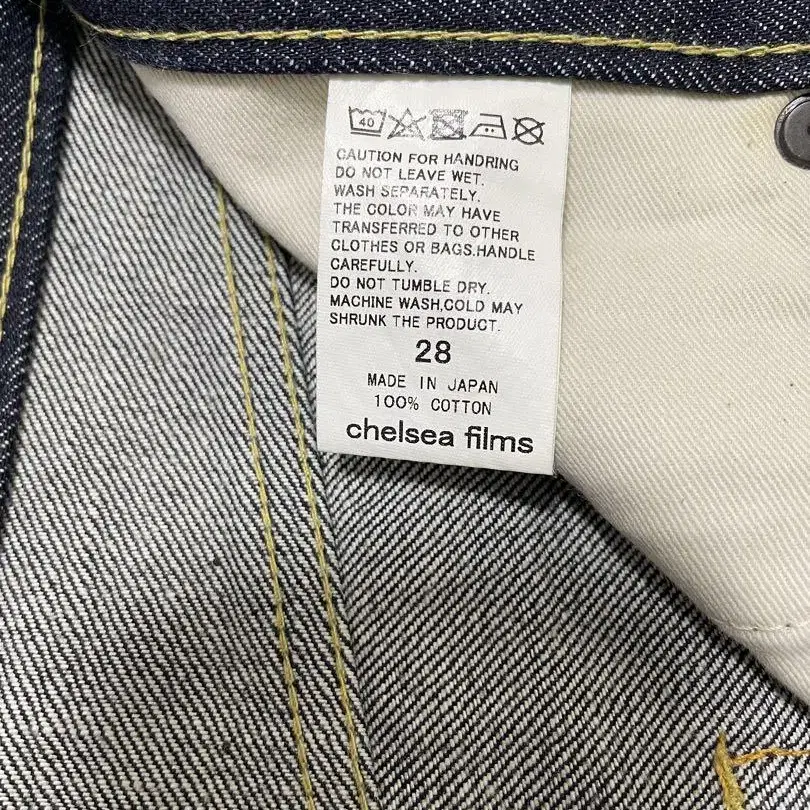 40
CAUTION FOR HANDRING
DO NOT LEAVE WET.
WASH SEPARATELY.
THE COLOR MAY HAVE
TRANSFERRED TO OTHER
CLOTHES OR BAGS.HANDLE
CAREFULLY.
DO NOT TUMBLE DRY.
MACHINE WASH,COLD MAY
SHRUNK THE PRODUCT.
28
MADE IN JAPAN
100% COTTON
chelsea films